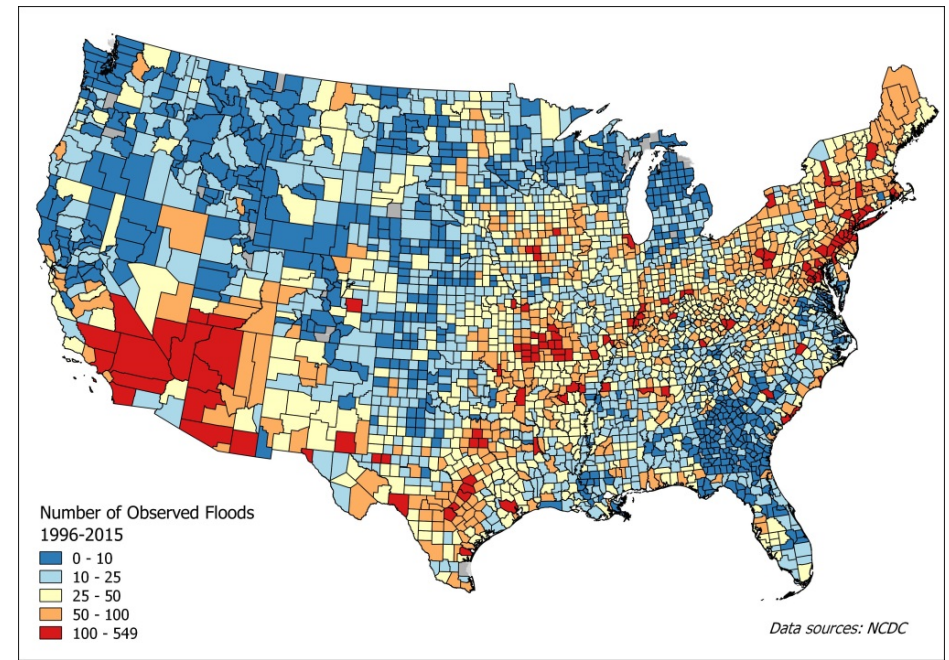 Number of Observed Floods
1996-2015
0 - 10
10 - 25
25 - 50
50 - 100
100 - 549
Data sources: NCDC